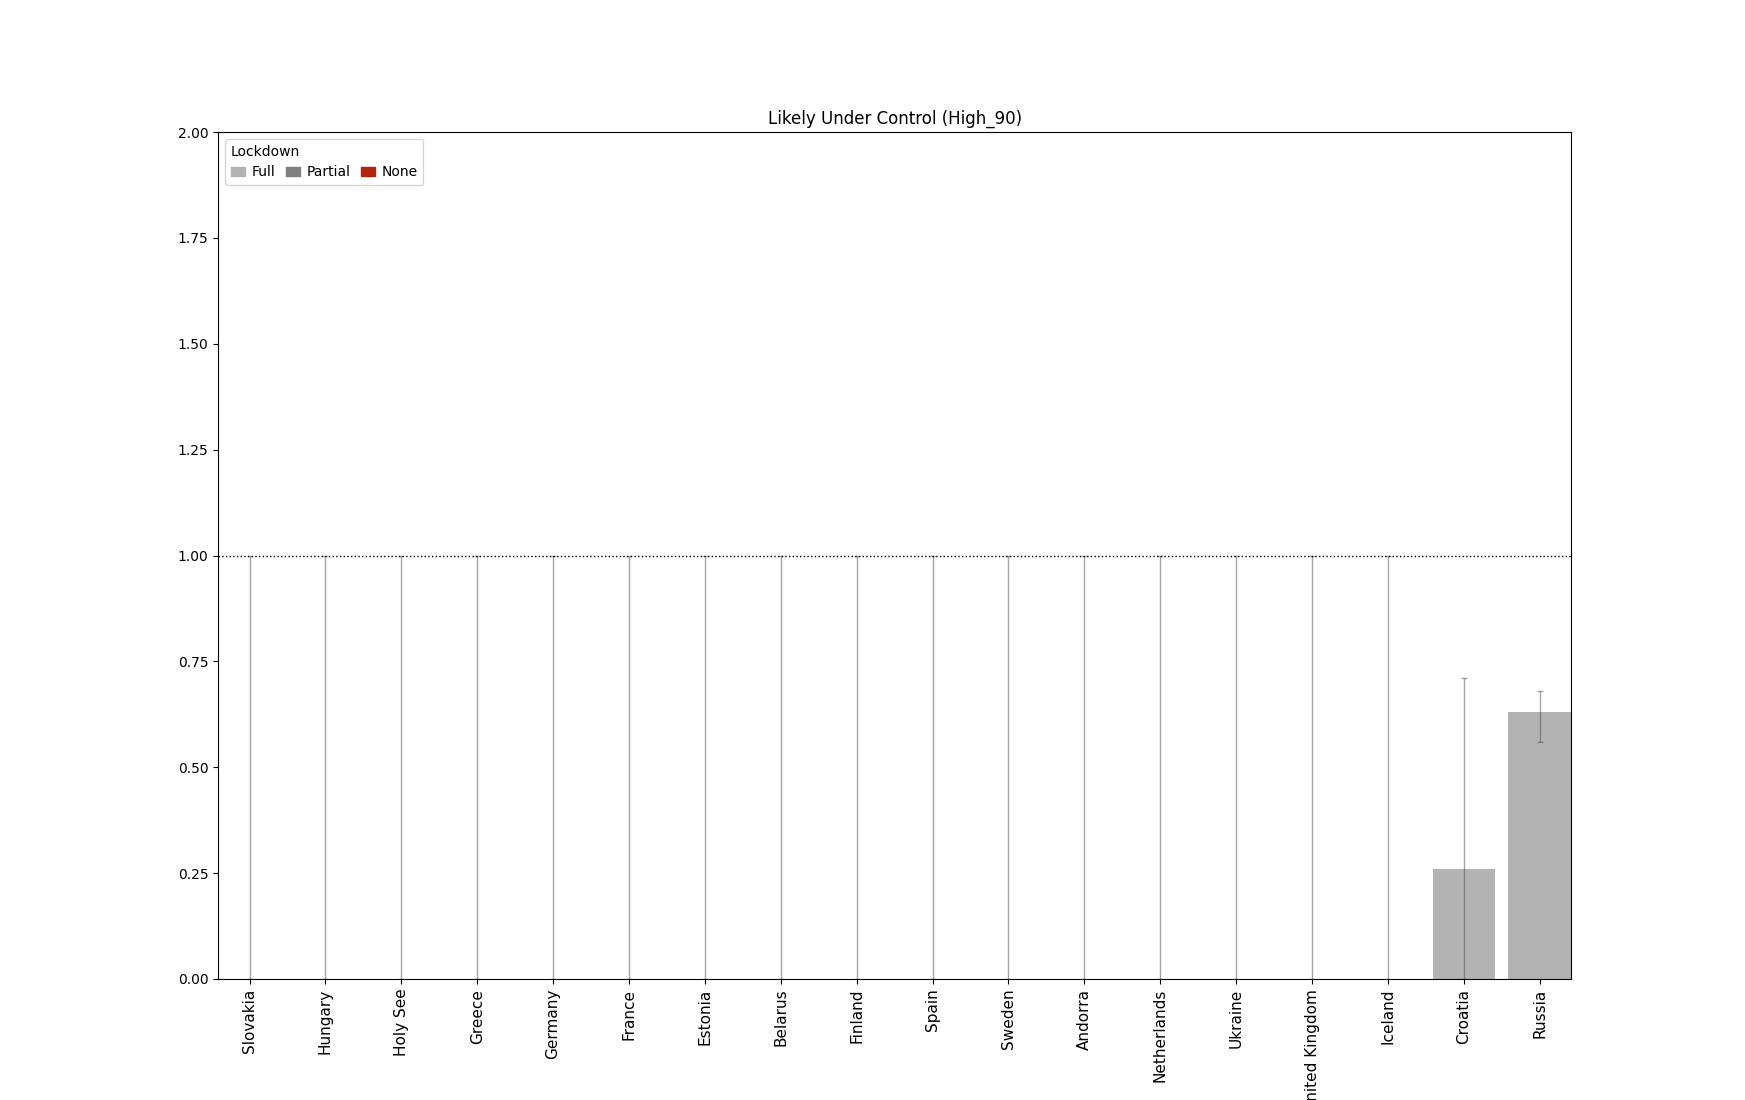 Likely Under Control (High_90)
2.00
Lockdown
Full Partial None
1.75
1.50
1.25
1.00
0.75
0.50
0.25
0.00
Slovakia
Hungary
Holy See
Greece
Germany
France
Estonia
Belarus
Finland
Spain
Sweden
Andorra
Netherlands
Ukraine
nited Kingdom
Iceland
Croatia
Russia